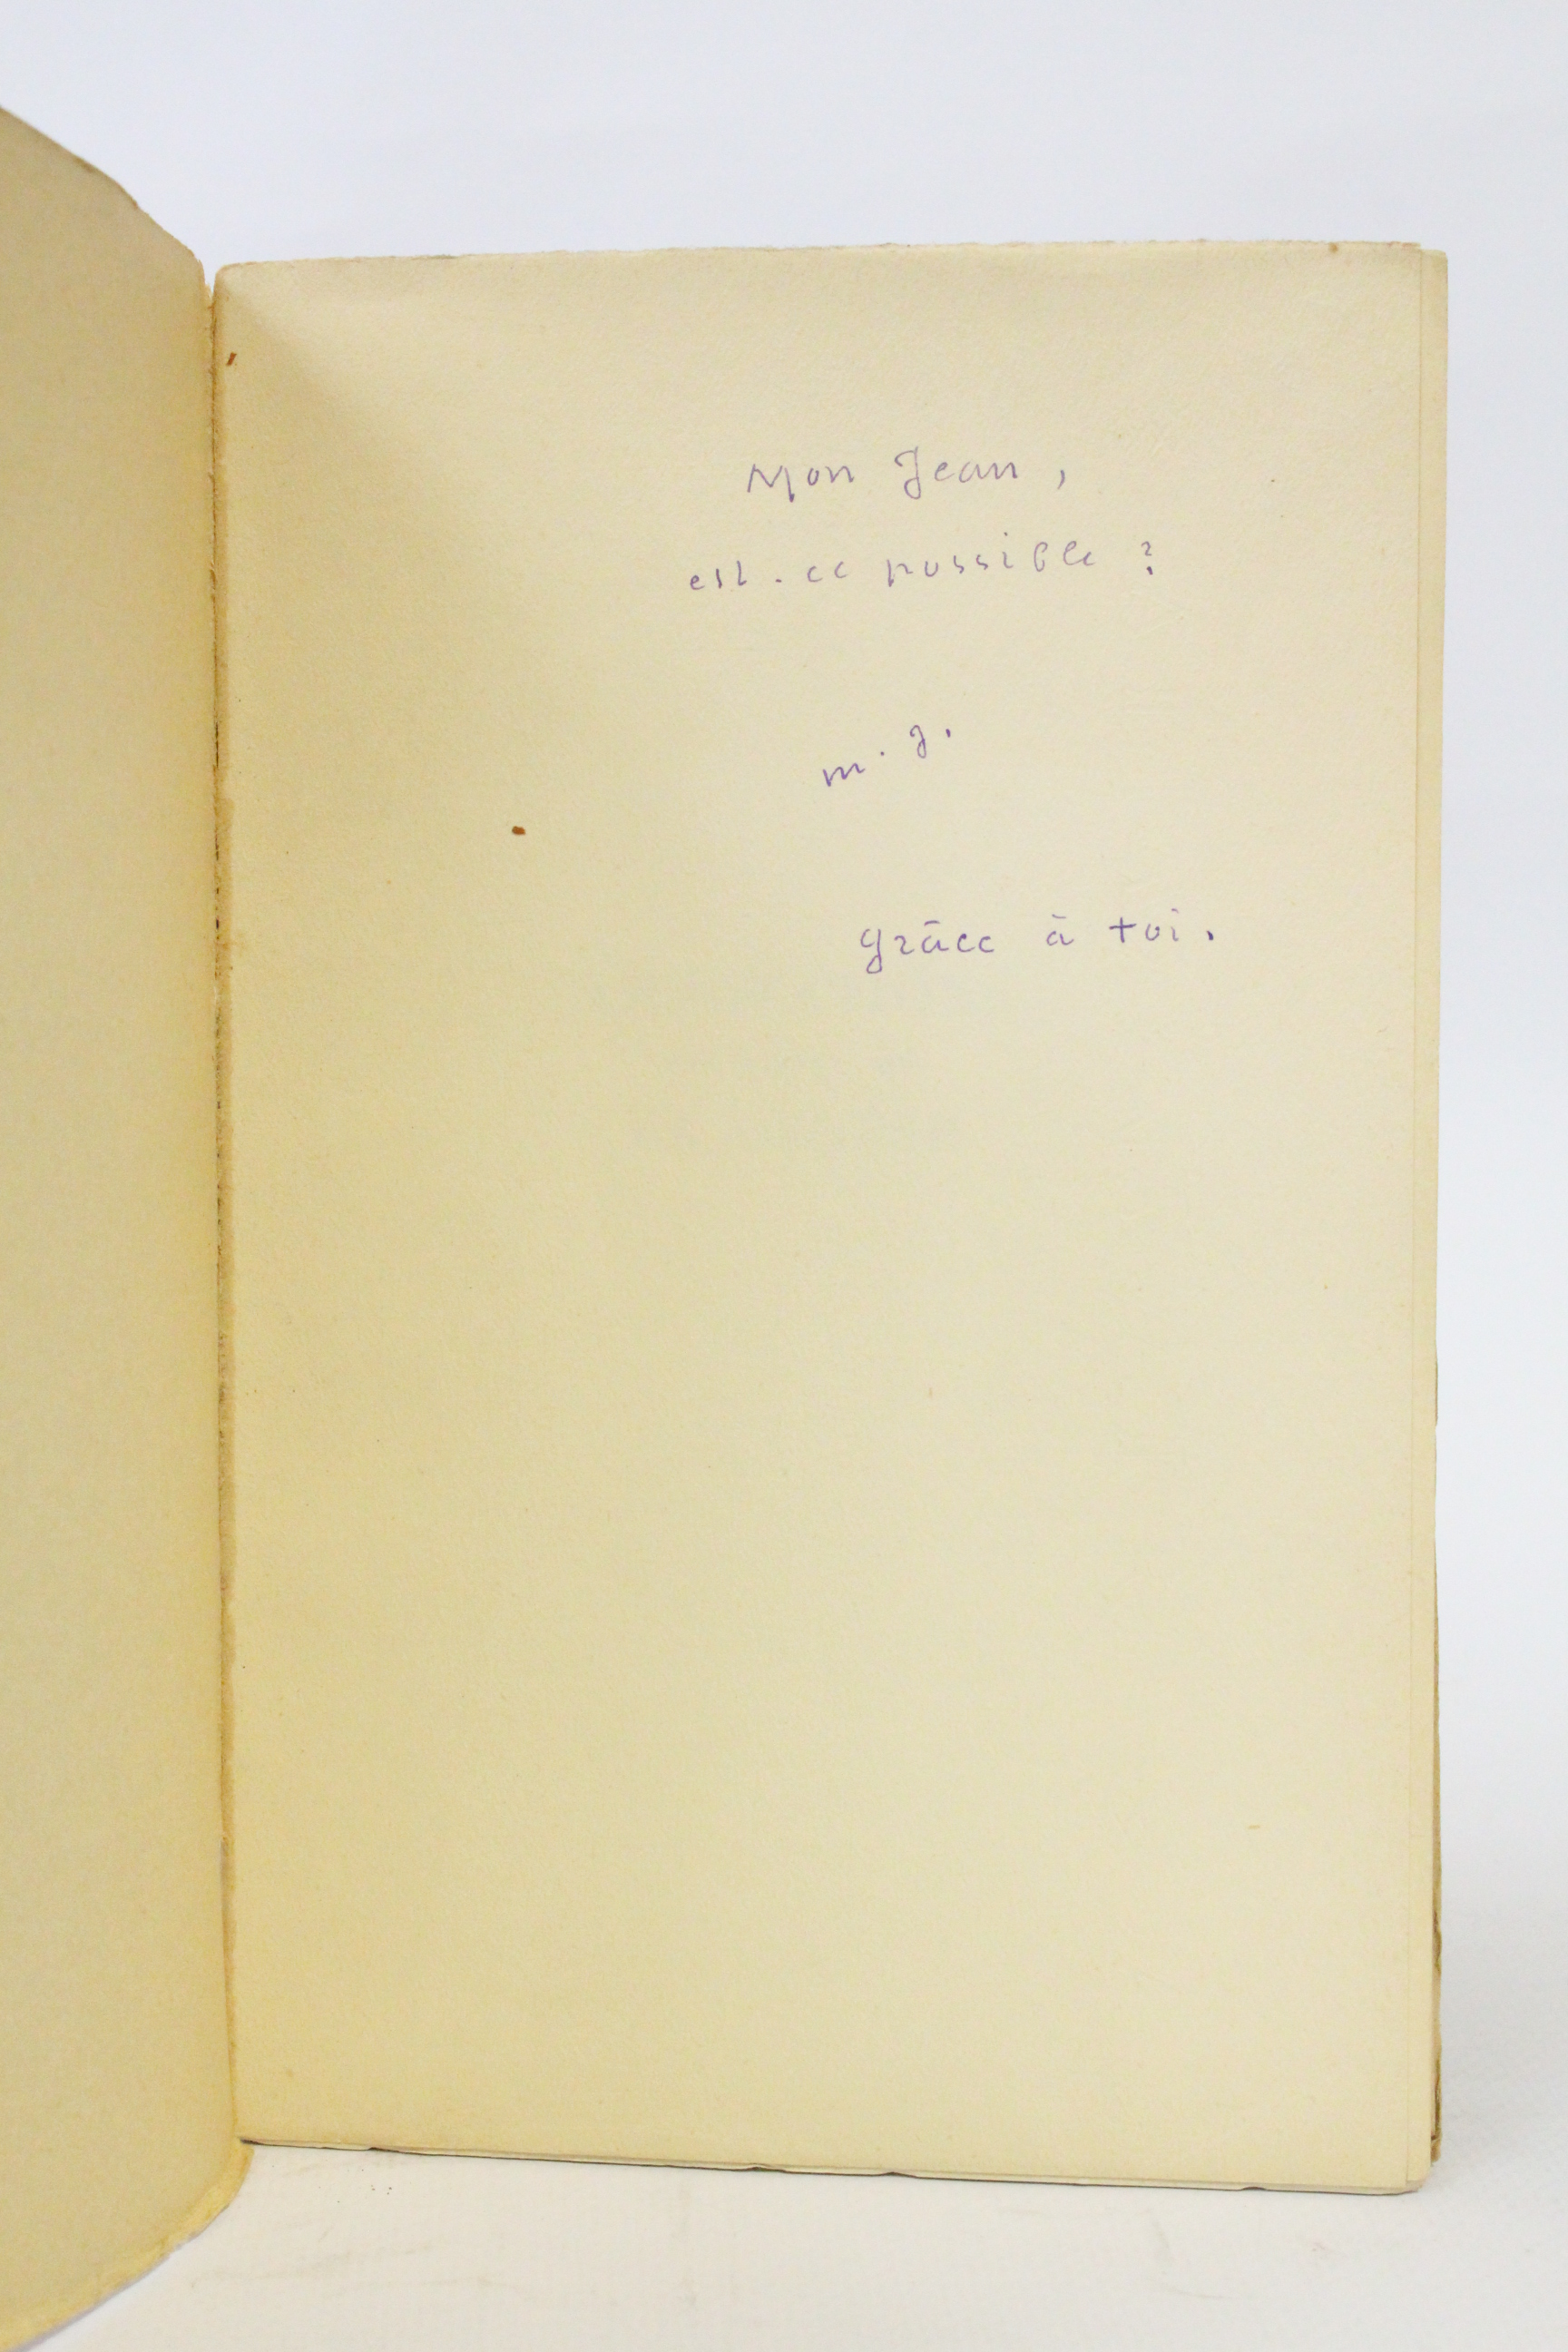 Mon Jean,
est-ce possible ?
m. J.
grâce à toi.